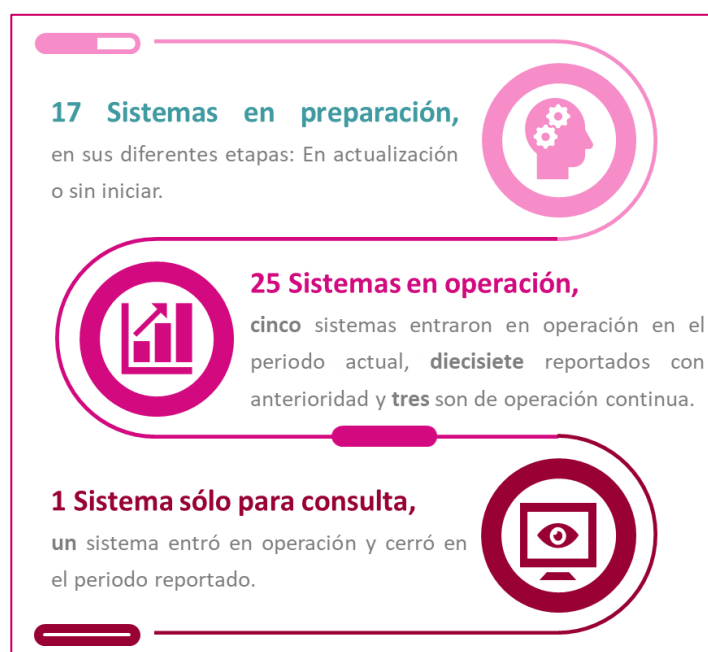 17 Sistemas en preparación,
en sus diferentes etapas: En actualización
o sin iniciar.
25 Sistemas en operación,
cinco sistemas entraron en operación en el
periodo actual, diecisiete reportados con
anterioridad y tres son de operación continua.
1 Sistema sólo para consulta,
un sistema entró en operación y cerró en
el periodo reportado.